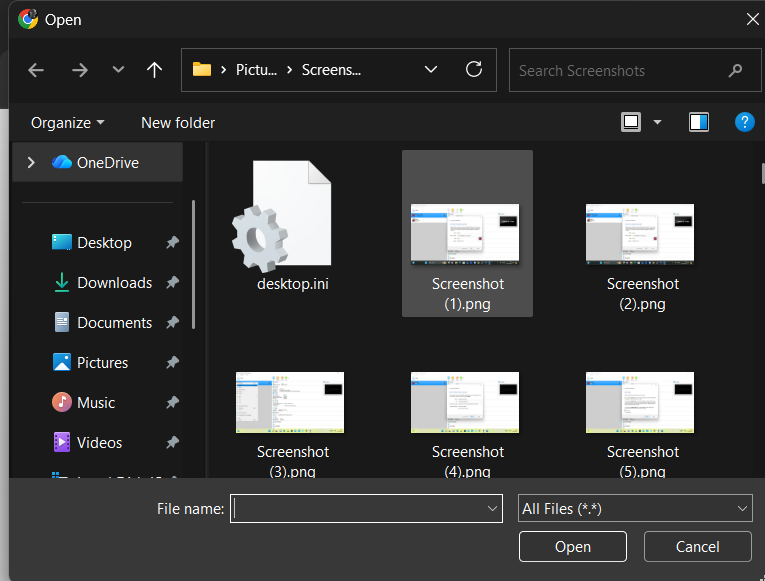 Open
Pictu...
Screens...
Search Screenshots
Organize
New folder
?
OneDrive
Desktop
Downloads
Documents
Pictures
Music
Videos
desktop.ini
Screenshot
(1).png
Screenshot
(2).png
Screenshot
(3).png
Screenshot
(4).png
Screenshot
(5).png
File name:
All Files (*.*)
Open
Cancel